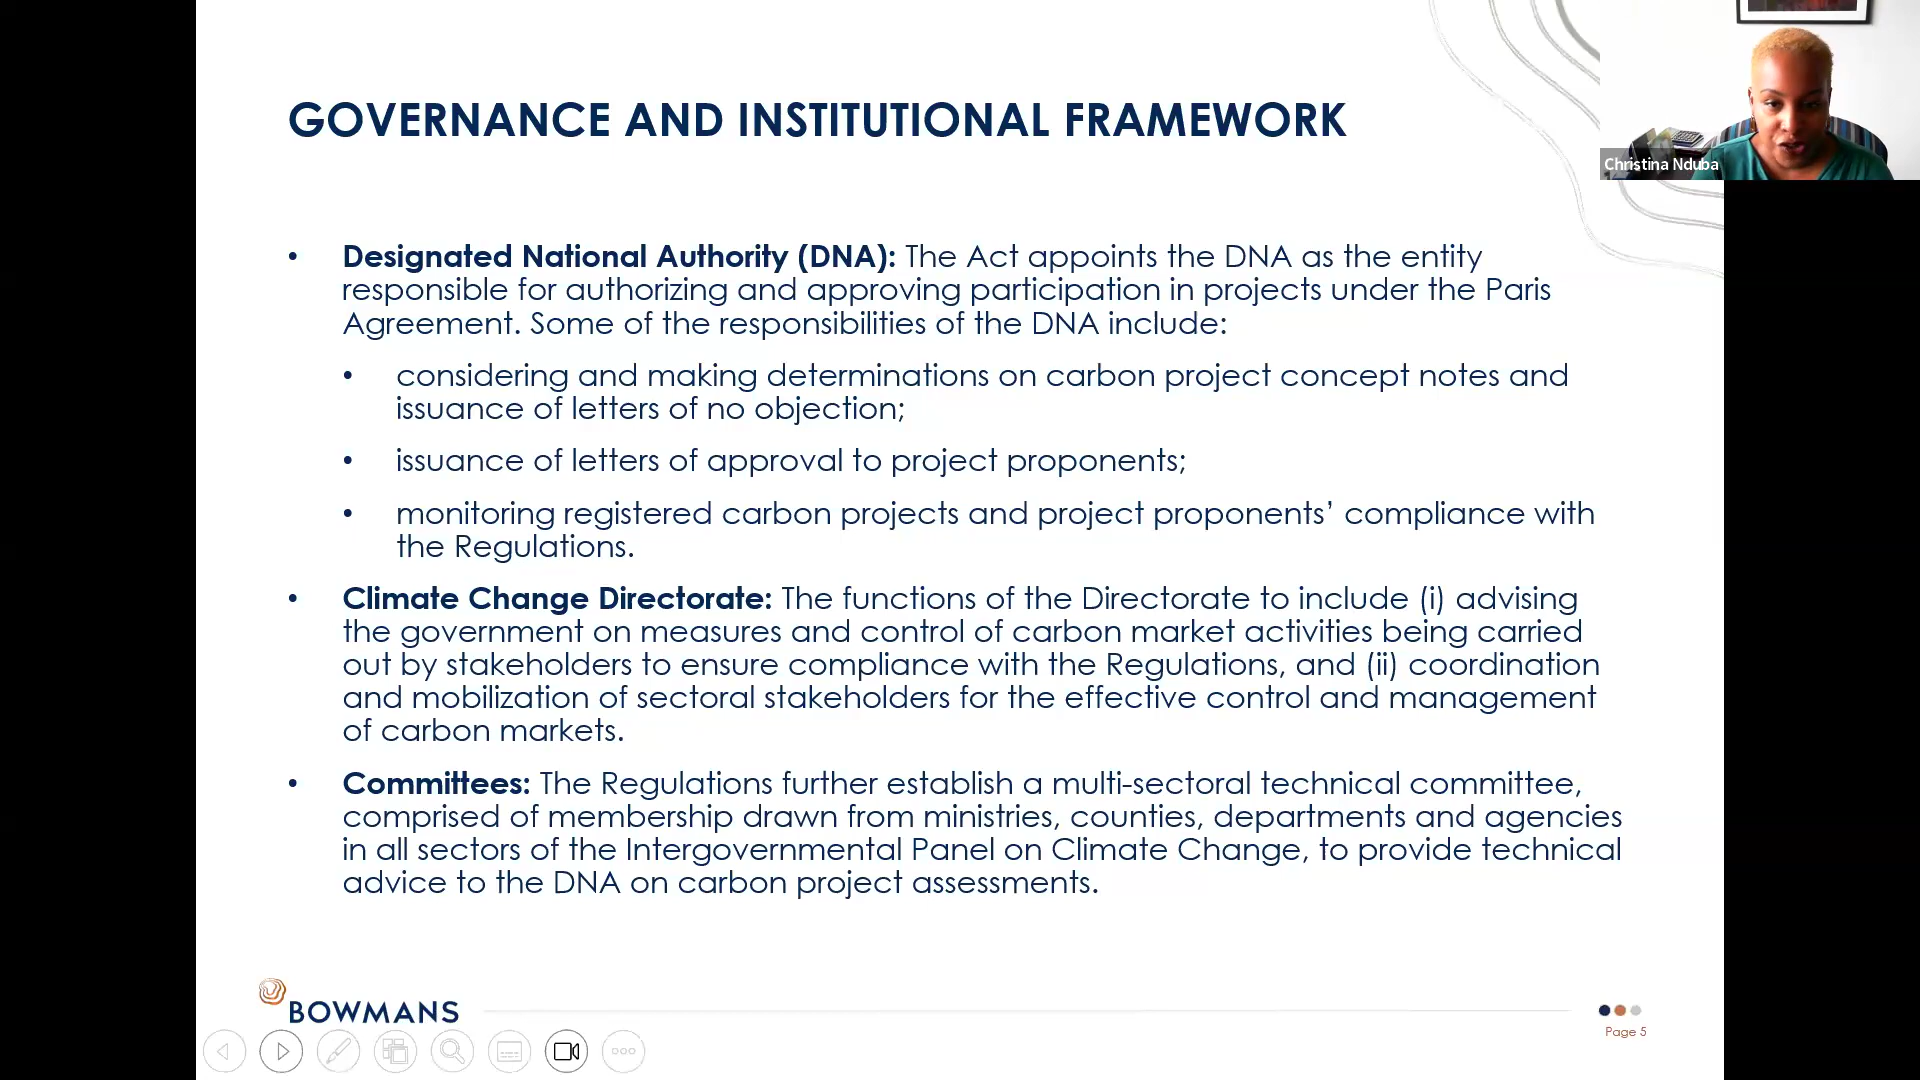 GOVERNANCE AND INSTITUTIONAL FRAMEWORK
Christina Nduba
• Designated National Authority (DNA): The Act appoints the DNA as the entity
responsible for authorizing and approving participation in projects under the Paris
Agreement. Some of the responsibilities of the DNA include:
• considering and making determinations on carbon project concept notes and
issuance of letters of no objection;
• issuance of letters of approval to project proponents;
• monitoring registered carbon projects and project proponents’ compliance with
the Regulations.
• Climate Change Directorate: The functions of the Directorate to include (i) advising
the government on measures and control of carbon market activities being carried
out by stakeholders to ensure compliance with the Regulations, and (ii) coordination
and mobilization of sectoral stakeholders for the effective control and management
of carbon markets.
• Committees: The Regulations further establish a multi-sectoral technical committee,
comprised of membership drawn from ministries, counties, departments and agencies
in all sectors of the Intergovernmental Panel on Climate Change, to provide technical
advice to the DNA on carbon project assessments.
BOWMANS
Page 5